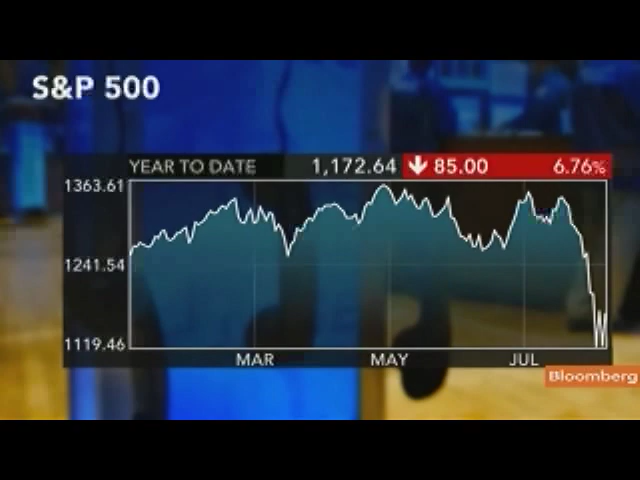 S&P 500
YEAR TO DATE 1,172.64 85.00 6.76%
1363.61
1241.54
1119.46
MAR MAY JUL
Bloomberg